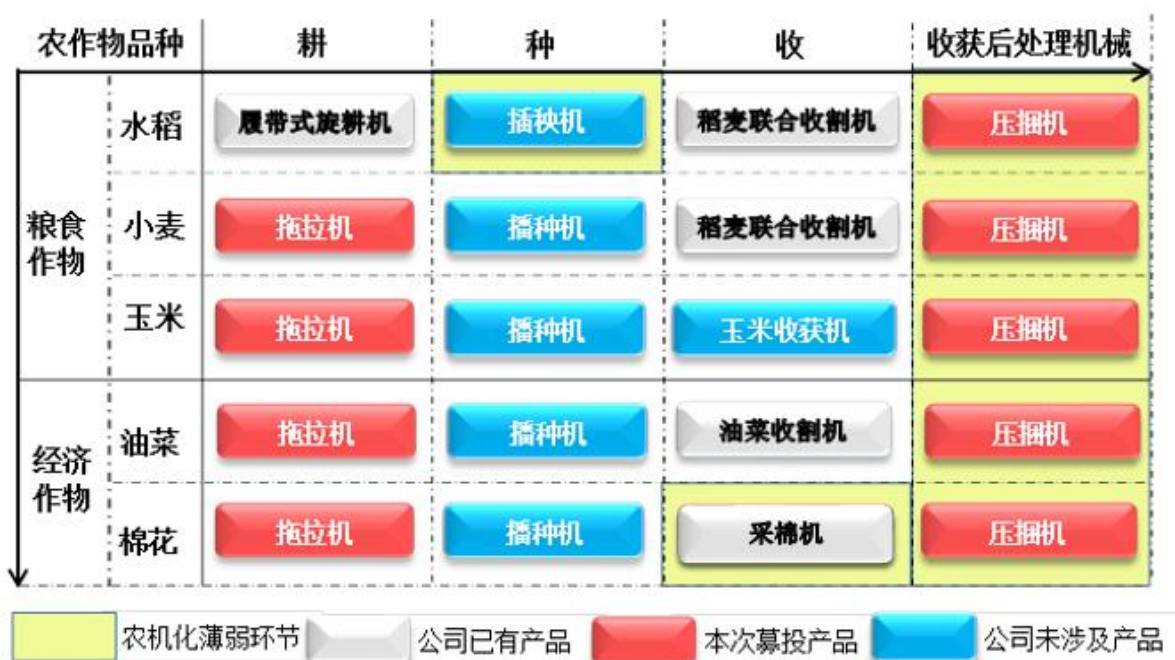 农作物品种 耕 种 收 收获后处理机械
粮食作物
水稻 履带式旋耕机 插秧机 稻麦联合收割机 压捆机
小麦 拖拉机 播种机 稻麦联合收割机 压捆机
玉米 拖拉机 播种机 玉米收获机 压捆机
经济作物
油菜 拖拉机 播种机 油菜收割机 压捆机
棉花 拖拉机 播种机 采棉机 压捆机
农机化薄弱环节 公司已有产品 本次募投产品 公司未涉及产品